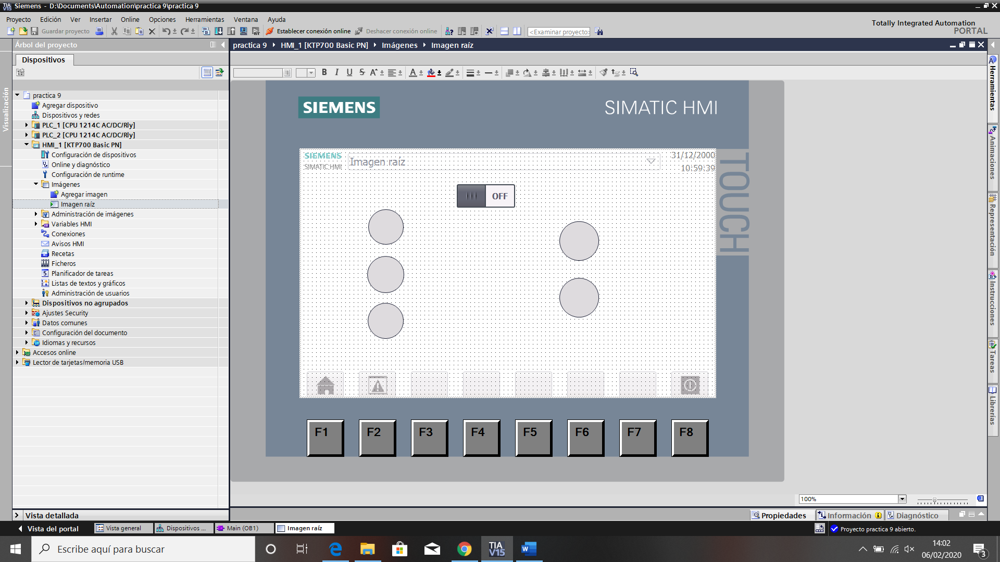 Siemens - D:\Documents\Automation\practica 9\practica 9
Proyecto Edición Ver Insertar Online Opciones Herramientas Ventana Ayuda
Totally Integrated Automation
PORTAL
Guardar proyecto
Establecer conexión online
Deshacer conexión online
<Examinar proyecto>
Árbol del proyecto
practica 9 HMI_1 [KTP700 Basic PN] Imágenes Imagen raíz
Dispositivos
Visualización
practica 9
Agregar dispositivo
Dispositivos y redes
PLC_1 [CPU 1214C AC/DC/Rly]
PLC_2 [CPU 1214C AC/DC/Rly]
HMI_1 [KTP700 Basic PN]
Configuración de dispositivos
Online y diagnóstico
Configuración de runtime
Imágenes
Agregar imagen
Imagen raíz
Administración de imágenes
Variables HMI
Conexiones
Avisos HMI
Recetas
Ficheros
Planificador de tareas
Listas de textos y gráficos
Administración de usuarios
Dispositivos no agrupados
Ajustes Security
Datos comunes
Configuración del documento
Idiomas y recursos
Accesos online
Lector de tarjetas/memoria USB
B I U S A A
SIEMENS
SIMATIC HMI
SIEMENS
SIMATIC HMI
Imagen raíz
31/12/2000
10:59:39
OFF
TOUCH
F1 F2 F3 F4 F5 F6 F7 F8
Herramientas
Animaciones
Representación
Instrucciones
Tareas
Librerías
100%
Propiedades
Información
Diagnóstico
Vista detallada
Vista del portal
Vista general
Dispositivos ...
Main (OB1)
Imagen raíz
Proyecto practica 9 abierto.
Escribe aquí para buscar
TIA
V15
14:02
06/02/2020
3